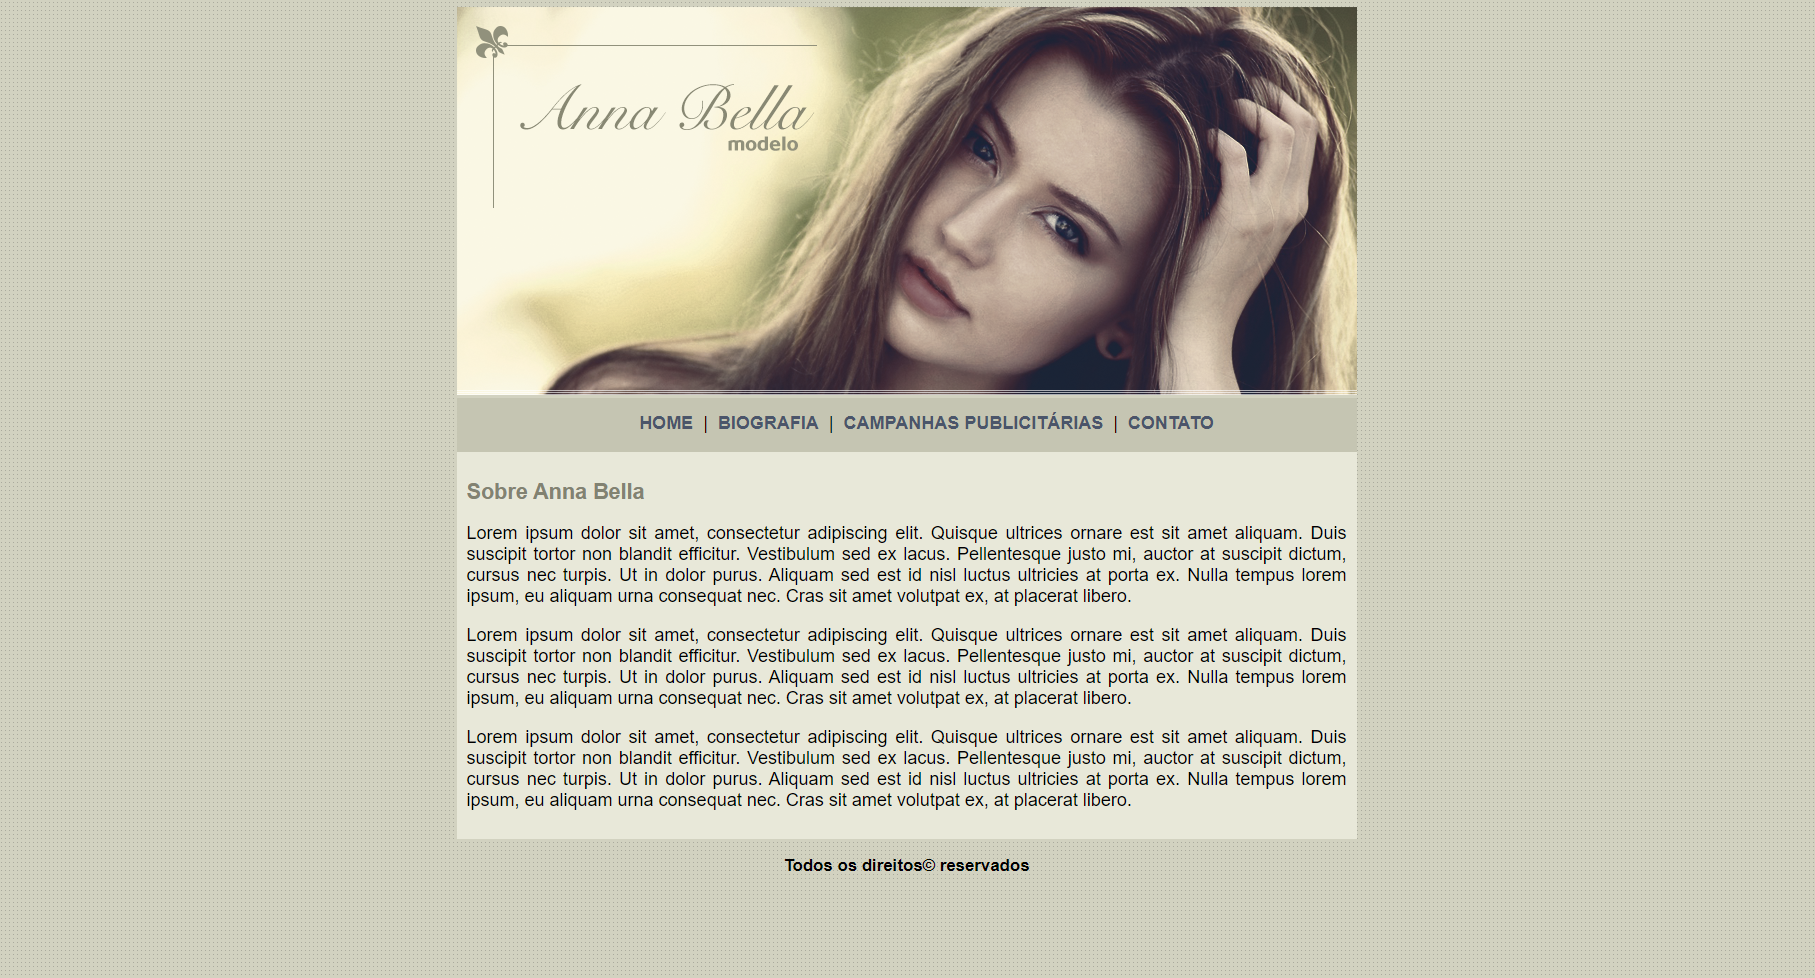 Anna Bella
modelo
HOME | BIOGRAFIA | CAMPANHAS PUBLICITÁRIAS | CONTATO
Sobre Anna Bella
Lorem ipsum dolor sit amet, consectetur adipiscing elit. Quisque ultrices ornare est sit amet aliquam. Duis
suscipit tortor non blandit efficitur. Vestibulum sed ex lacus. Pellentesque justo mi, auctor at suscipit dictum,
cursus nec turpis. Ut in dolor purus. Aliquam sed est id nisl luctus ultricies at porta ex. Nulla tempus lorem
ipsum, eu aliquam urna consequat nec. Cras sit amet volutpat ex, at placerat libero.
Lorem ipsum dolor sit amet, consectetur adipiscing elit. Quisque ultrices ornare est sit amet aliquam. Duis
suscipit tortor non blandit efficitur. Vestibulum sed ex lacus. Pellentesque justo mi, auctor at suscipit dictum,
cursus nec turpis. Ut in dolor purus. Aliquam sed est id nisl luctus ultricies at porta ex. Nulla tempus lorem
ipsum, eu aliquam urna consequat nec. Cras sit amet volutpat ex, at placerat libero.
Lorem ipsum dolor sit amet, consectetur adipiscing elit. Quisque ultrices ornare est sit amet aliquam. Duis
suscipit tortor non blandit efficitur. Vestibulum sed ex lacus. Pellentesque justo mi, auctor at suscipit dictum,
cursus nec turpis. Ut in dolor purus. Aliquam sed est id nisl luctus ultricies at porta ex. Nulla tempus lorem
ipsum, eu aliquam urna consequat nec. Cras sit amet volutpat ex, at placerat libero.
Todos os direitos© reservados